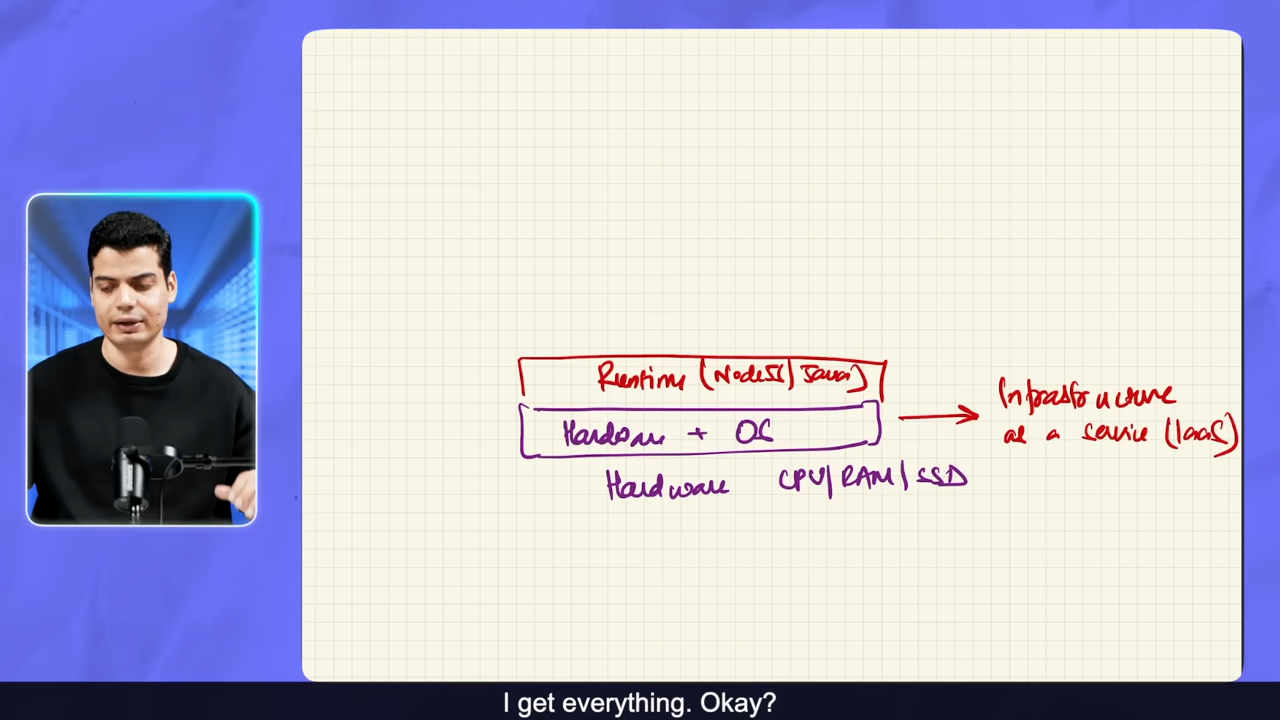 Runtime (NodeJS/Java)
Hardware + OS
Infrastructure
as a service (IaaS)
Hardware CPU/RAM/SSD
I get everything. Okay?